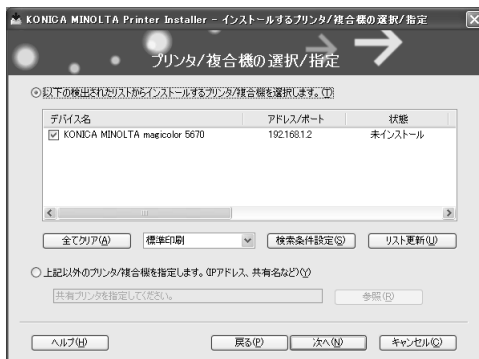 KONICA MINOLTA Printer Installer - インストールするプリンタ/複合機の選択/指定
プリンタ/複合機の選択/指定
以下の検出されたリストからインストールするプリンタ/複合機を選択します。(T)
デバイス名 アドレス/ポート 状態
KONICA MINOLTA magicolor 5670 192.168.1.2 未インストール
全てクリア(A) 標準印刷 検索条件設定(S) リスト更新(U)
上記以外のプリンタ/複合機を指定します。(IPアドレス、共有名など)(Y)
共有プリンタを指定してください。 参照(R)
ヘルプ(H) 戻る(P) 次へ(N) キャンセル(C)